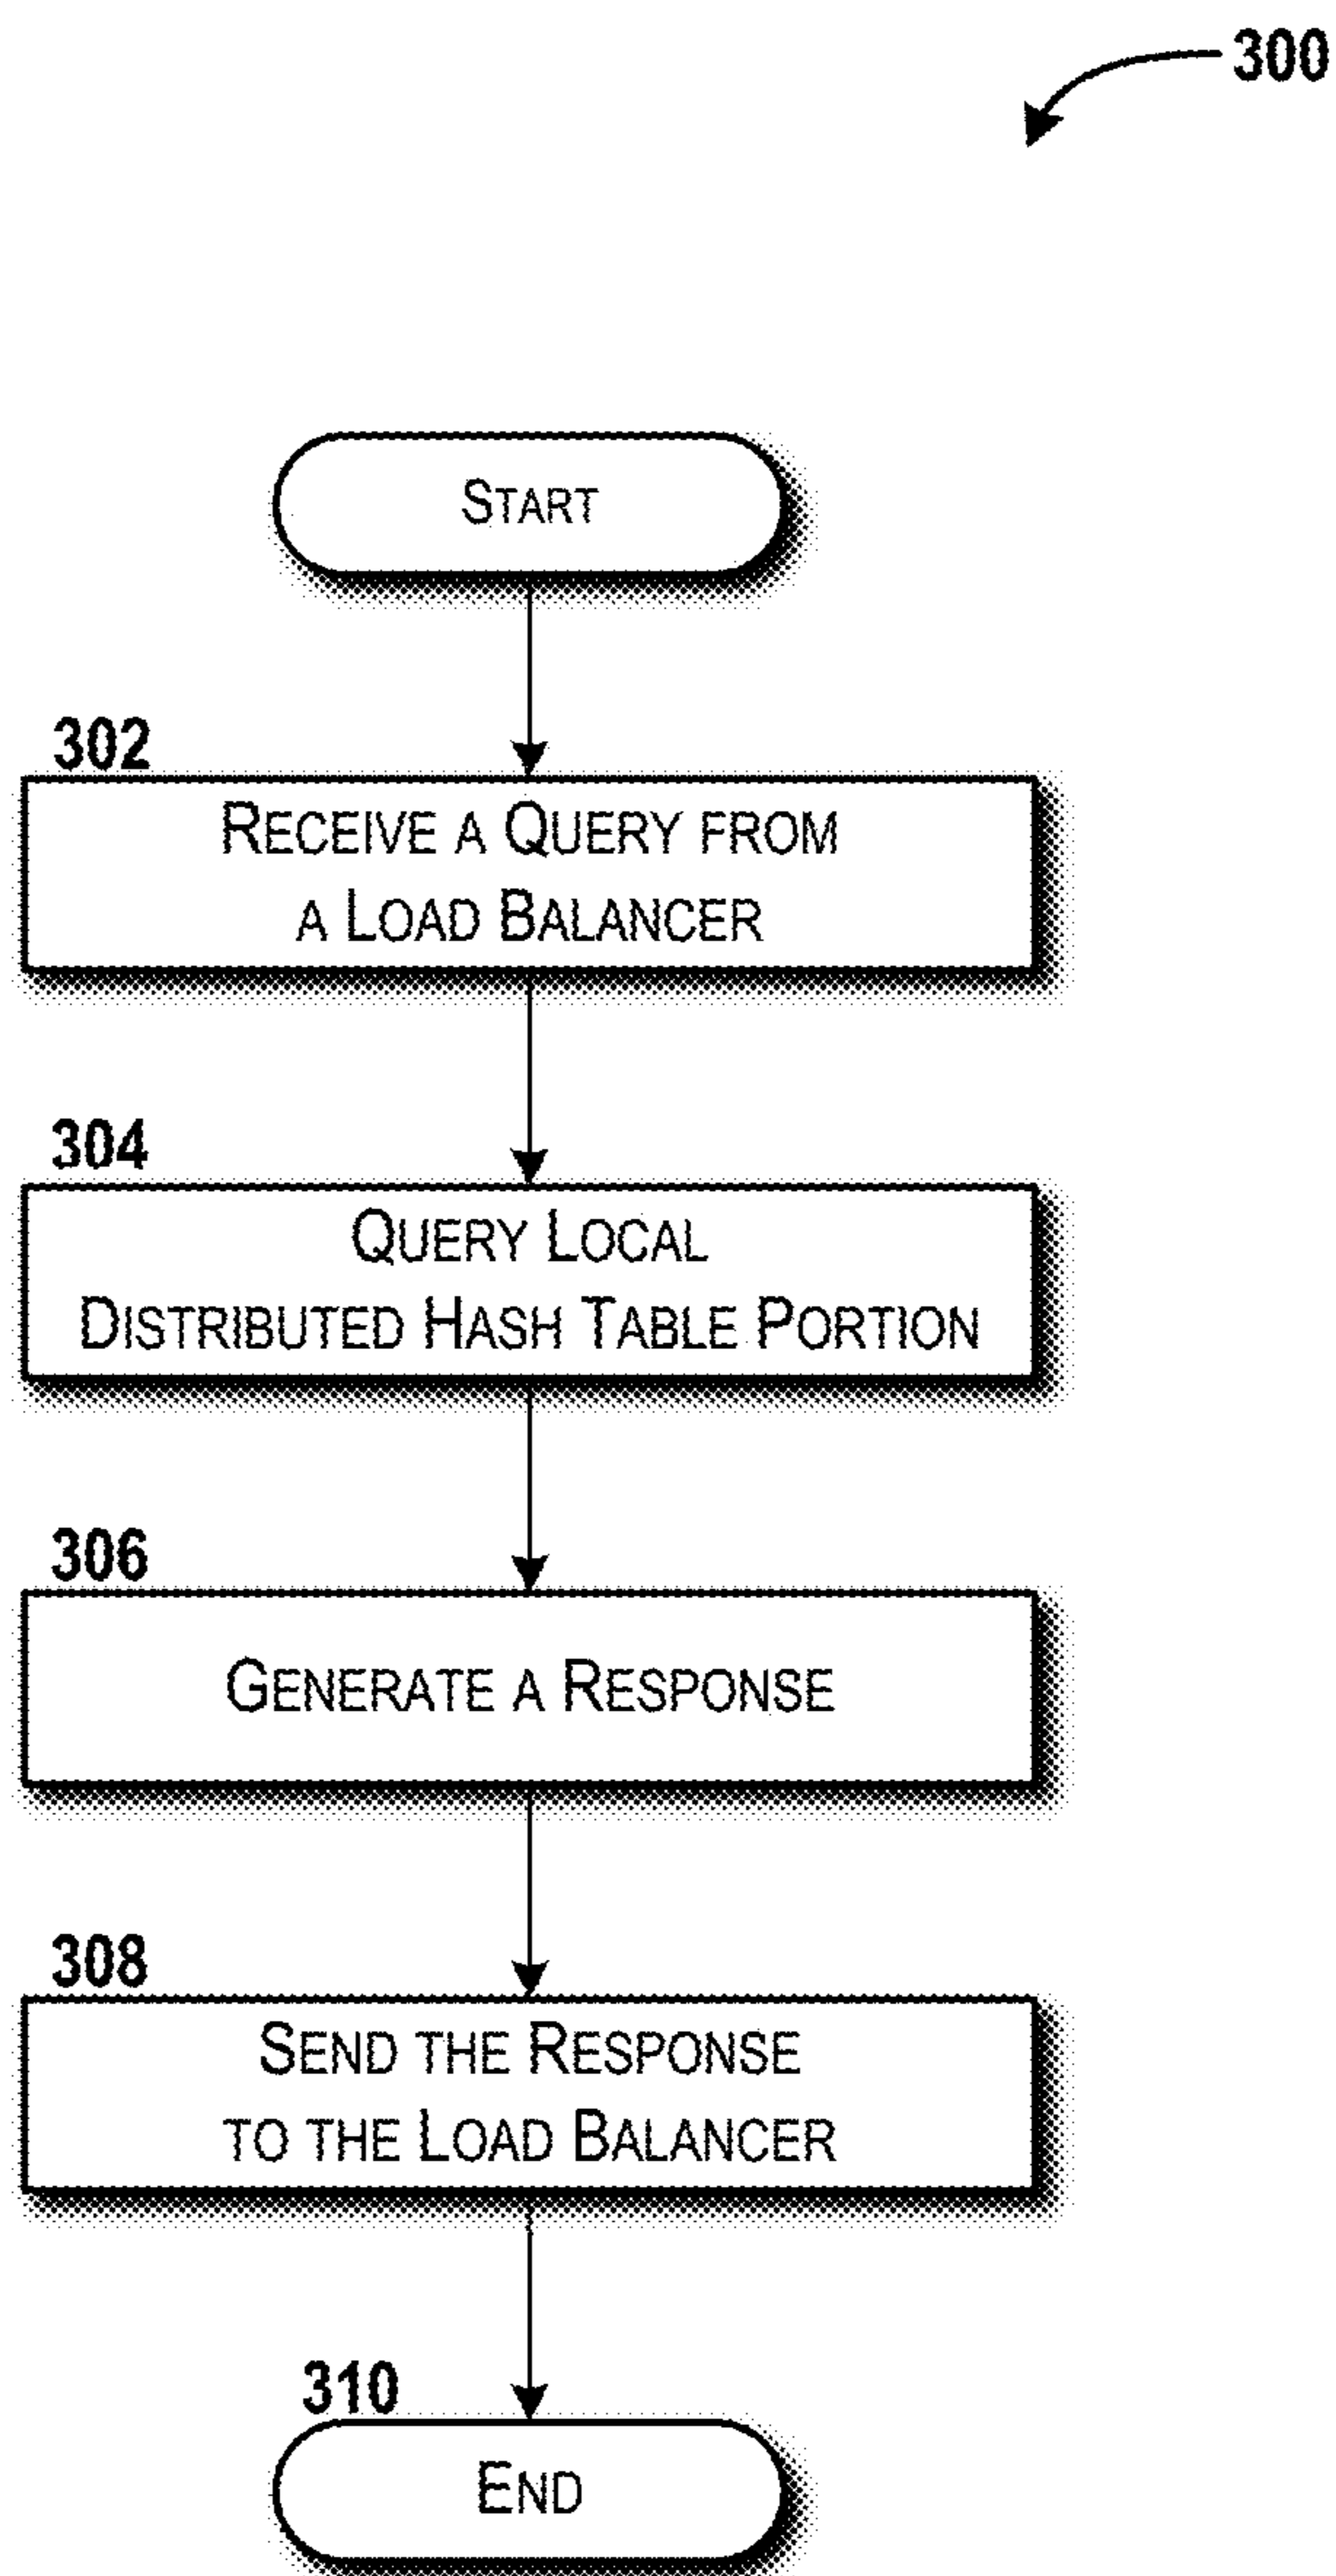 300
START
302
RECEIVE A QUERY FROM
A LOAD BALANCER
304
QUERY LOCAL
DISTRIBUTED HASH TABLE PORTION
306
GENERATE A RESPONSE
308
SEND THE RESPONSE
TO THE LOAD BALANCER
310
END